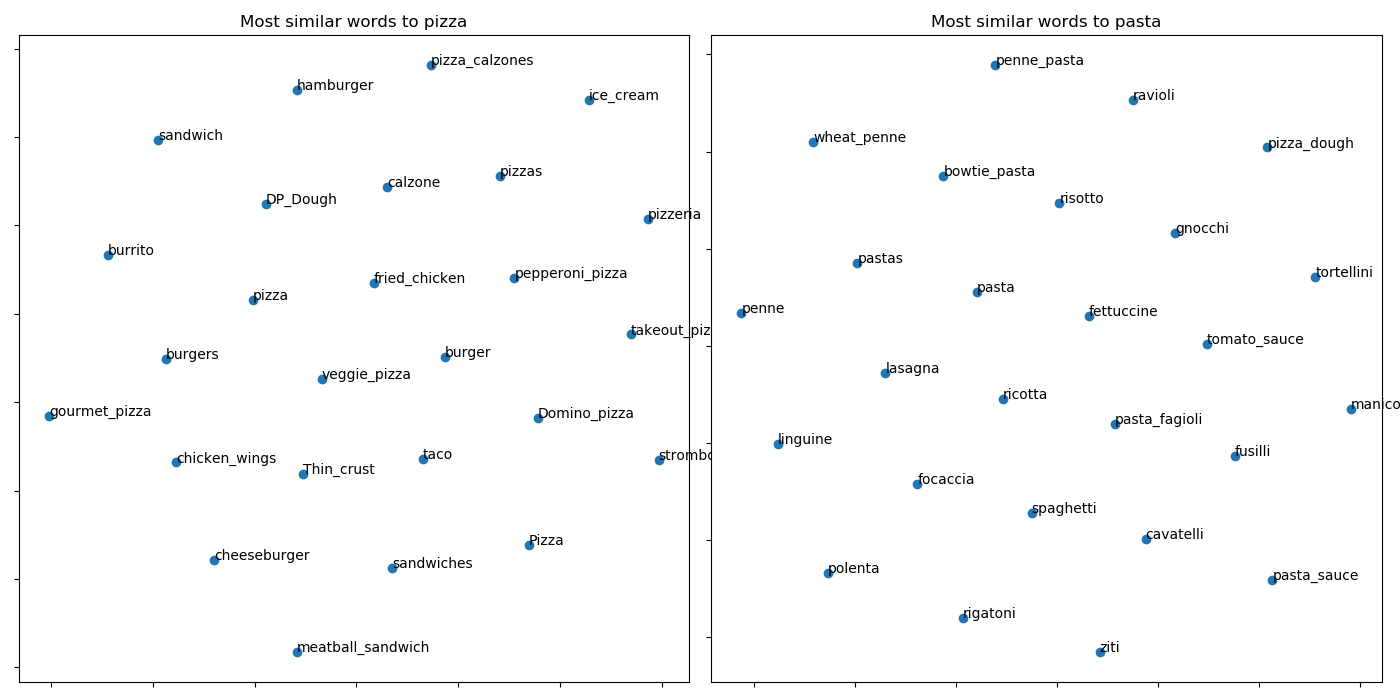 Most similar words to pizza
pizza_calzones
hamburger
ice_cream
sandwich
pizzas
calzone
DP_Dough
pizzeria
burrito
fried_chicken
pepperoni_pizza
pizza
takeout_piz
burgers
burger
veggie_pizza
gourmet_pizza
Domino_pizza
chicken_wings
taco
strombo
Thin_crust
Pizza
cheeseburger
sandwiches
meatball_sandwich
Most similar words to pasta
penne_pasta
ravioli
wheat_penne
pizza_dough
bowtie_pasta
risotto
gnocchi
pastas
tortellini
pasta
penne
fettuccine
tomato_sauce
lasagna
ricotta
manico
pasta_fagioli
linguine
fusilli
focaccia
spaghetti
cavatelli
polenta
pasta_sauce
rigatoni
ziti